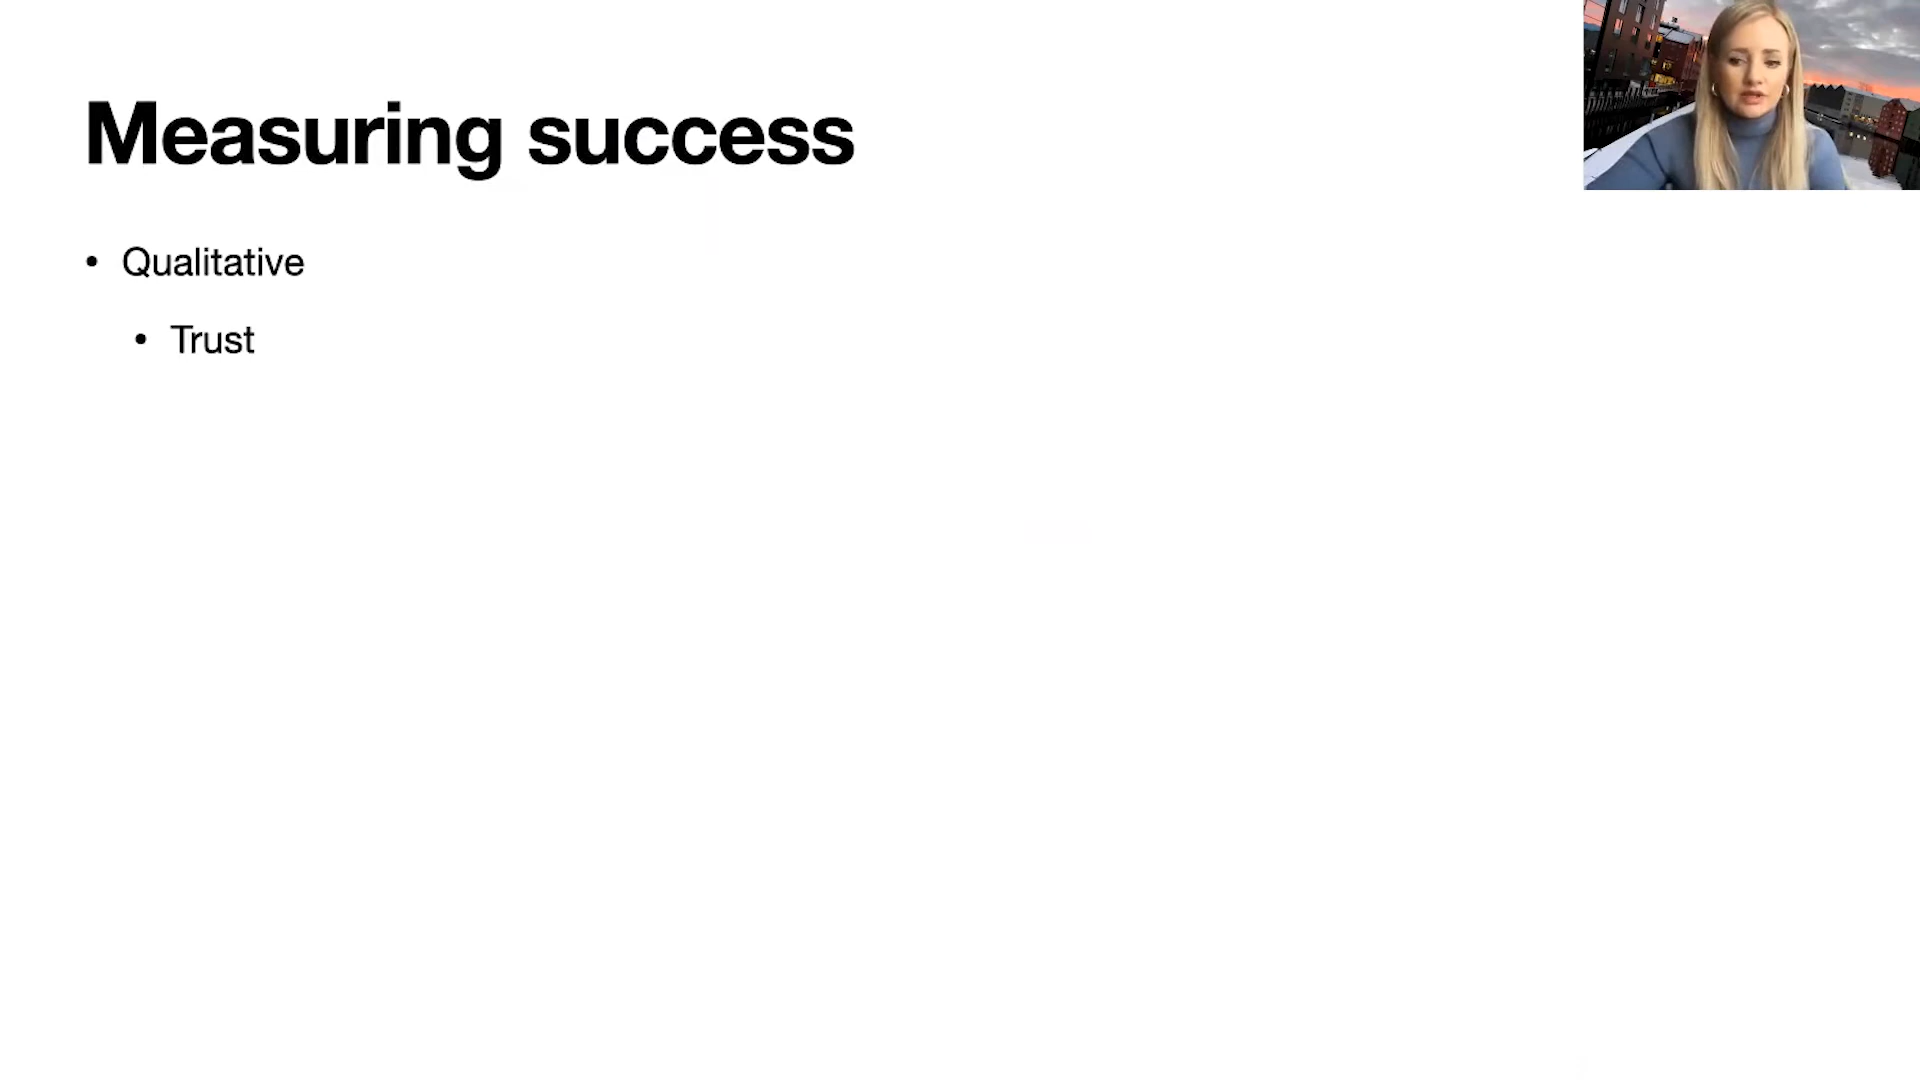 Measuring success
• Qualitative
• Trust